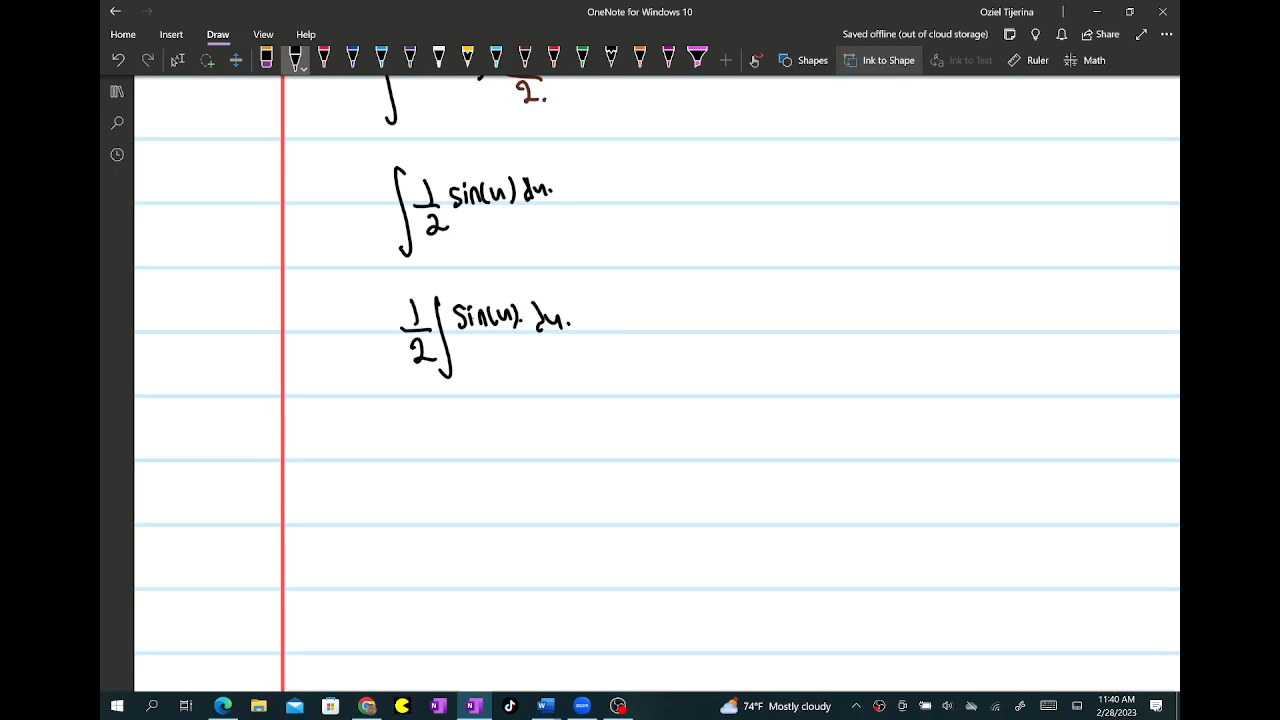 OneNote for Windows 10
Oziel Tijerina
Home Insert Draw View Help
Saved offline (out of cloud storage)
Share
Shapes
Ink to Shape
Ink to Text
Ruler
Math
2.
∫ 1/2 sin(u) du.
1/2 ∫ sin(u). du.
74°F Mostly cloudy
11:40 AM
2/28/2023